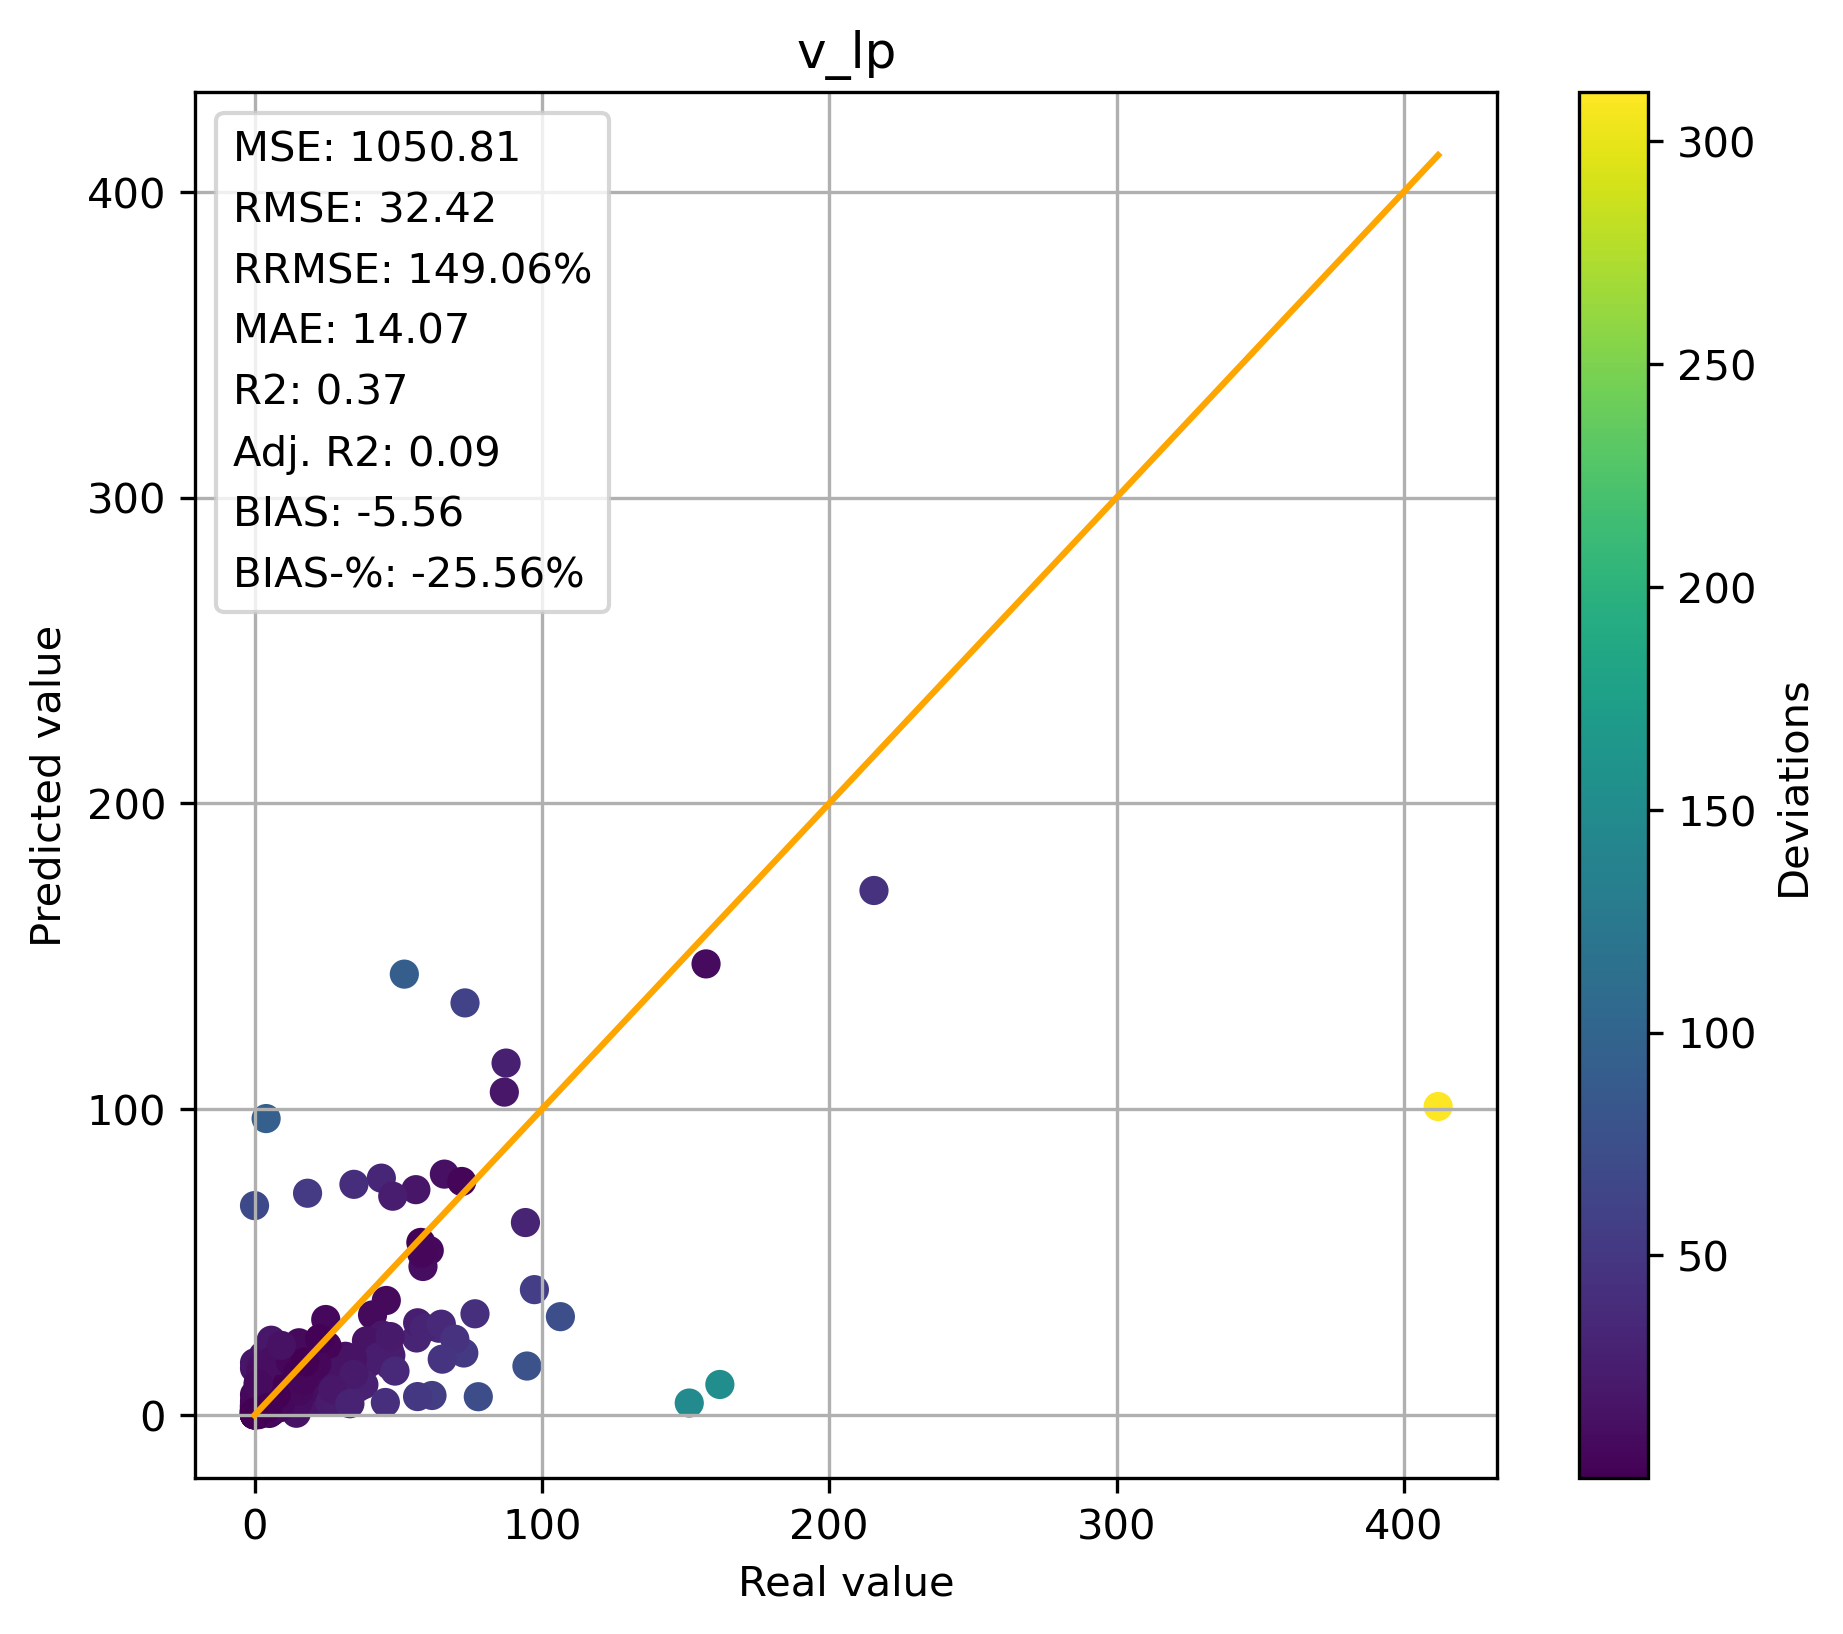 v_lp
MSE: 1050.81
RMSE: 32.42
RRMSE: 149.06%
MAE: 14.07
R2: 0.37
Adj. R2: 0.09
BIAS: -5.56
BIAS-%: -25.56%
Predicted value
400
300
200
100
0
0 100 200 300 400
Real value
300
250
200
150
100
50
Deviations